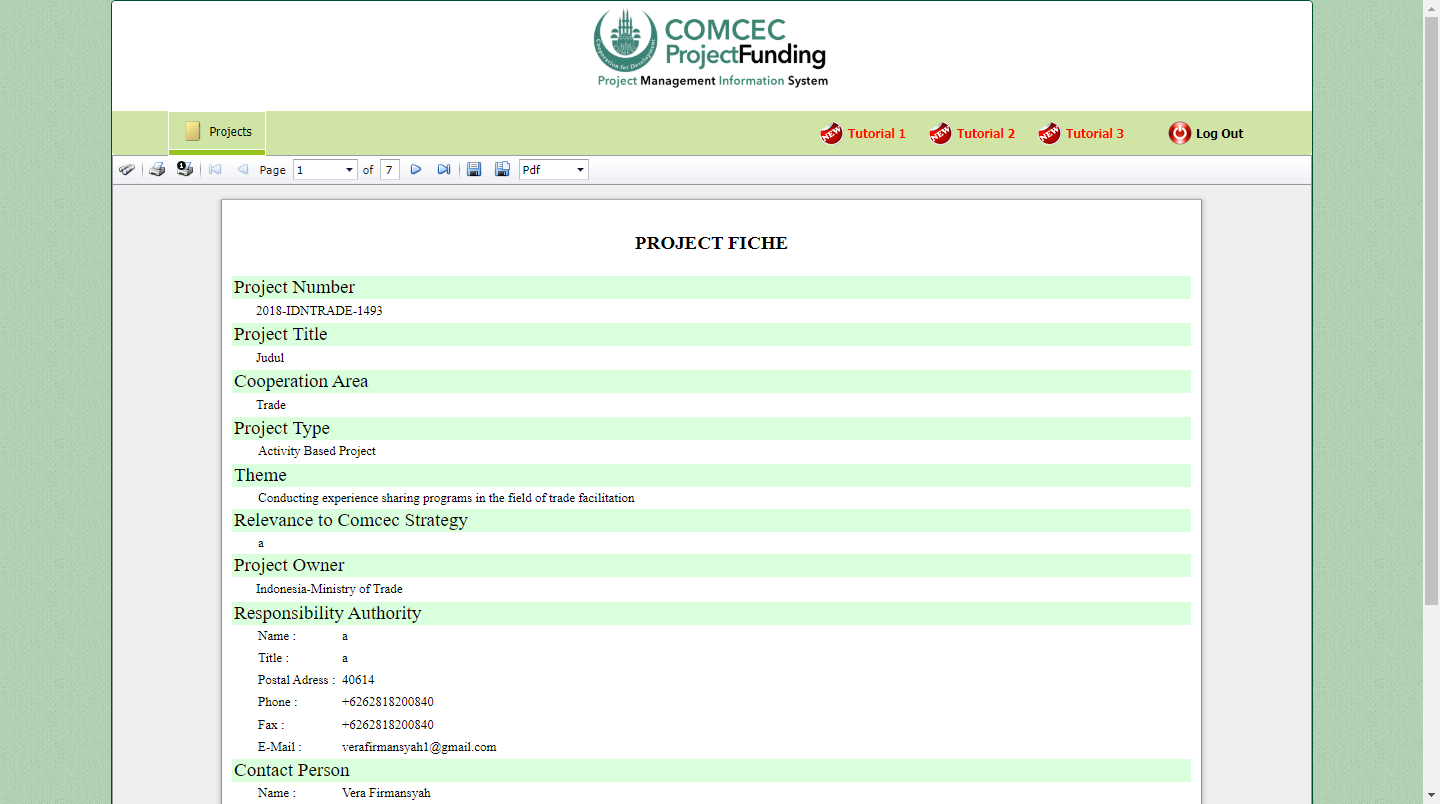 COMCEC
ProjectFunding
Cooperation for Development
Project Management Information System
Projects
NEW Tutorial 1 NEW Tutorial 2 NEW Tutorial 3 Log Out
1 Page 1 of 7 Pdf
PROJECT FICHE
Project Number
2018-IDNTRADE-1493
Project Title
Judul
Cooperation Area
Trade
Project Type
Activity Based Project
Theme
Conducting experience sharing programs in the field of trade facilitation
Relevance to Comcec Strategy
a
Project Owner
Indonesia-Ministry of Trade
Responsibility Authority
Name : a
Title : a
Postal Adress : 40614
Phone : +6262818200840
Fax : +6262818200840
E-Mail : verafirmansyah1@gmail.com
Contact Person
Name : Vera Firmansyah